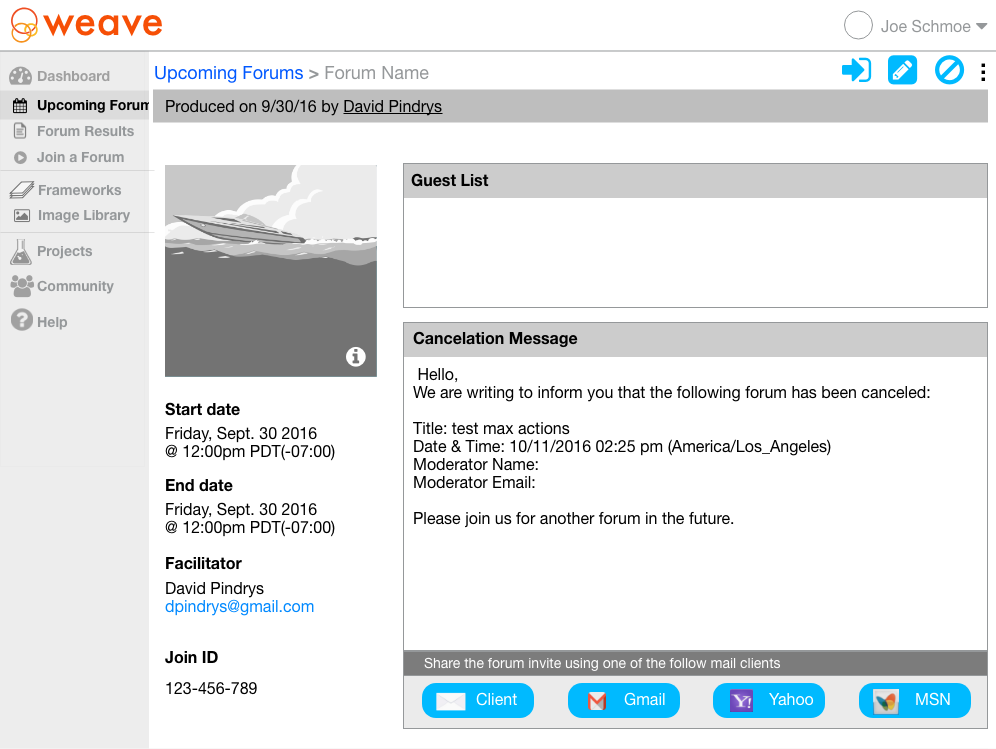 weave
Joe Schmoe
Dashboard
Upcoming Forum
Forum Results
Join a Forum
Frameworks
Image Library
Projects
Community
Help
Upcoming Forums > Forum Name
Produced on 9/30/16 by David Pindrys
Start date
Friday, Sept. 30 2016
@ 12:00pm PDT(-07:00)
End date
Friday, Sept. 30 2016
@ 12:00pm PDT(-07:00)
Facilitator
David Pindrys
dpindrys@gmail.com
Join ID
123-456-789
Guest List
Cancelation Message
Hello,
We are writing to inform you that the following forum has been canceled:
Title: test max actions
Date & Time: 10/11/2016 02:25 pm (America/Los_Angeles)
Moderator Name:
Moderator Email:
Please join us for another forum in the future.
Share the forum invite using one of the follow mail clients
Client
Gmail
Yahoo
MSN